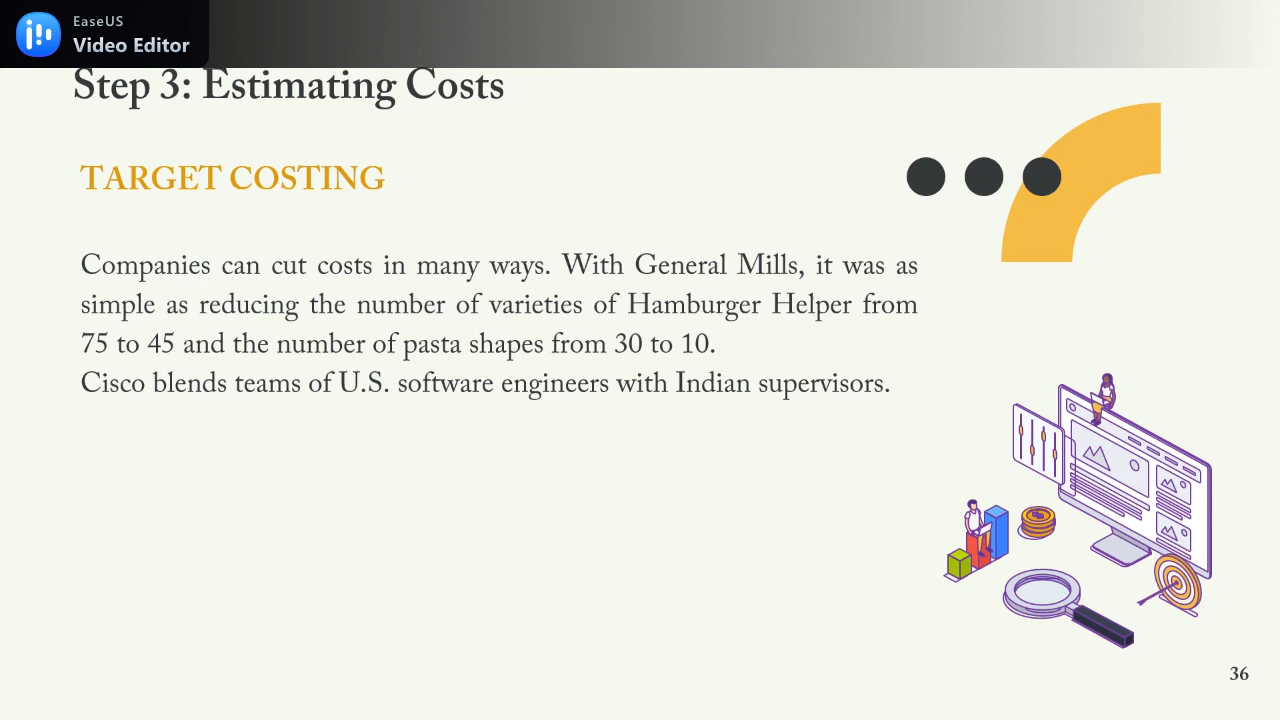 EaseUS
Video Editor
Step 3: Estimating Costs
TARGET COSTING
Companies can cut costs in many ways. With General Mills, it was as
simple as reducing the number of varieties of Hamburger Helper from
75 to 45 and the number of pasta shapes from 30 to 10.
Cisco blends teams of U.S. software engineers with Indian supervisors.
36